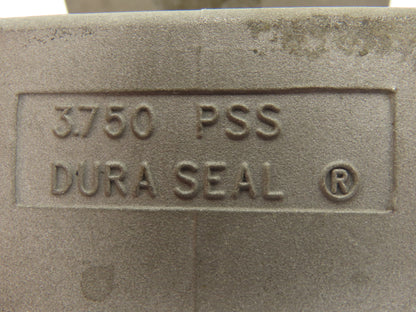 3.750 PSS
DURA SEAL ®